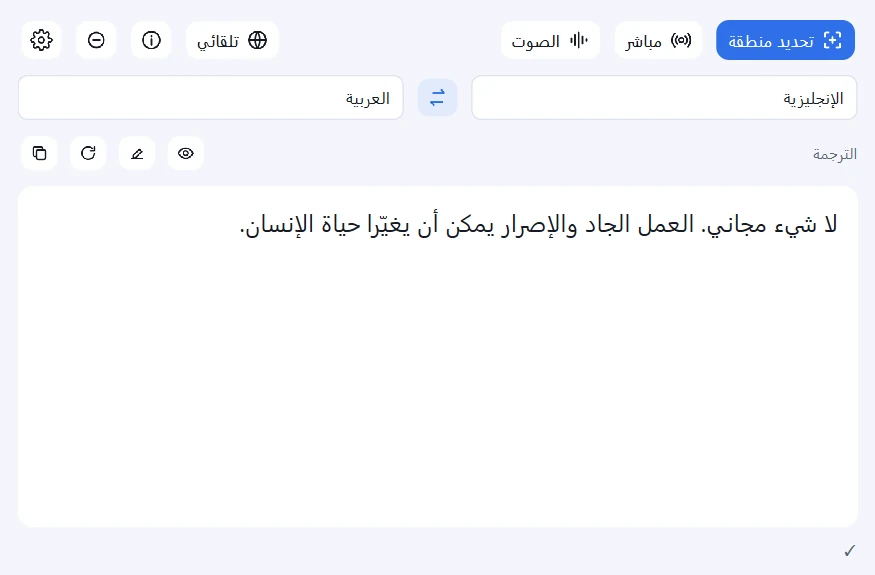 تحديد منطقة
مباشر
الصوت
تلقائي
الإنجليزية
العربية
الترجمة
لا شيء مجاني. العمل الجاد والإصرار يمكن أن يغيّرا حياة الإنسان.